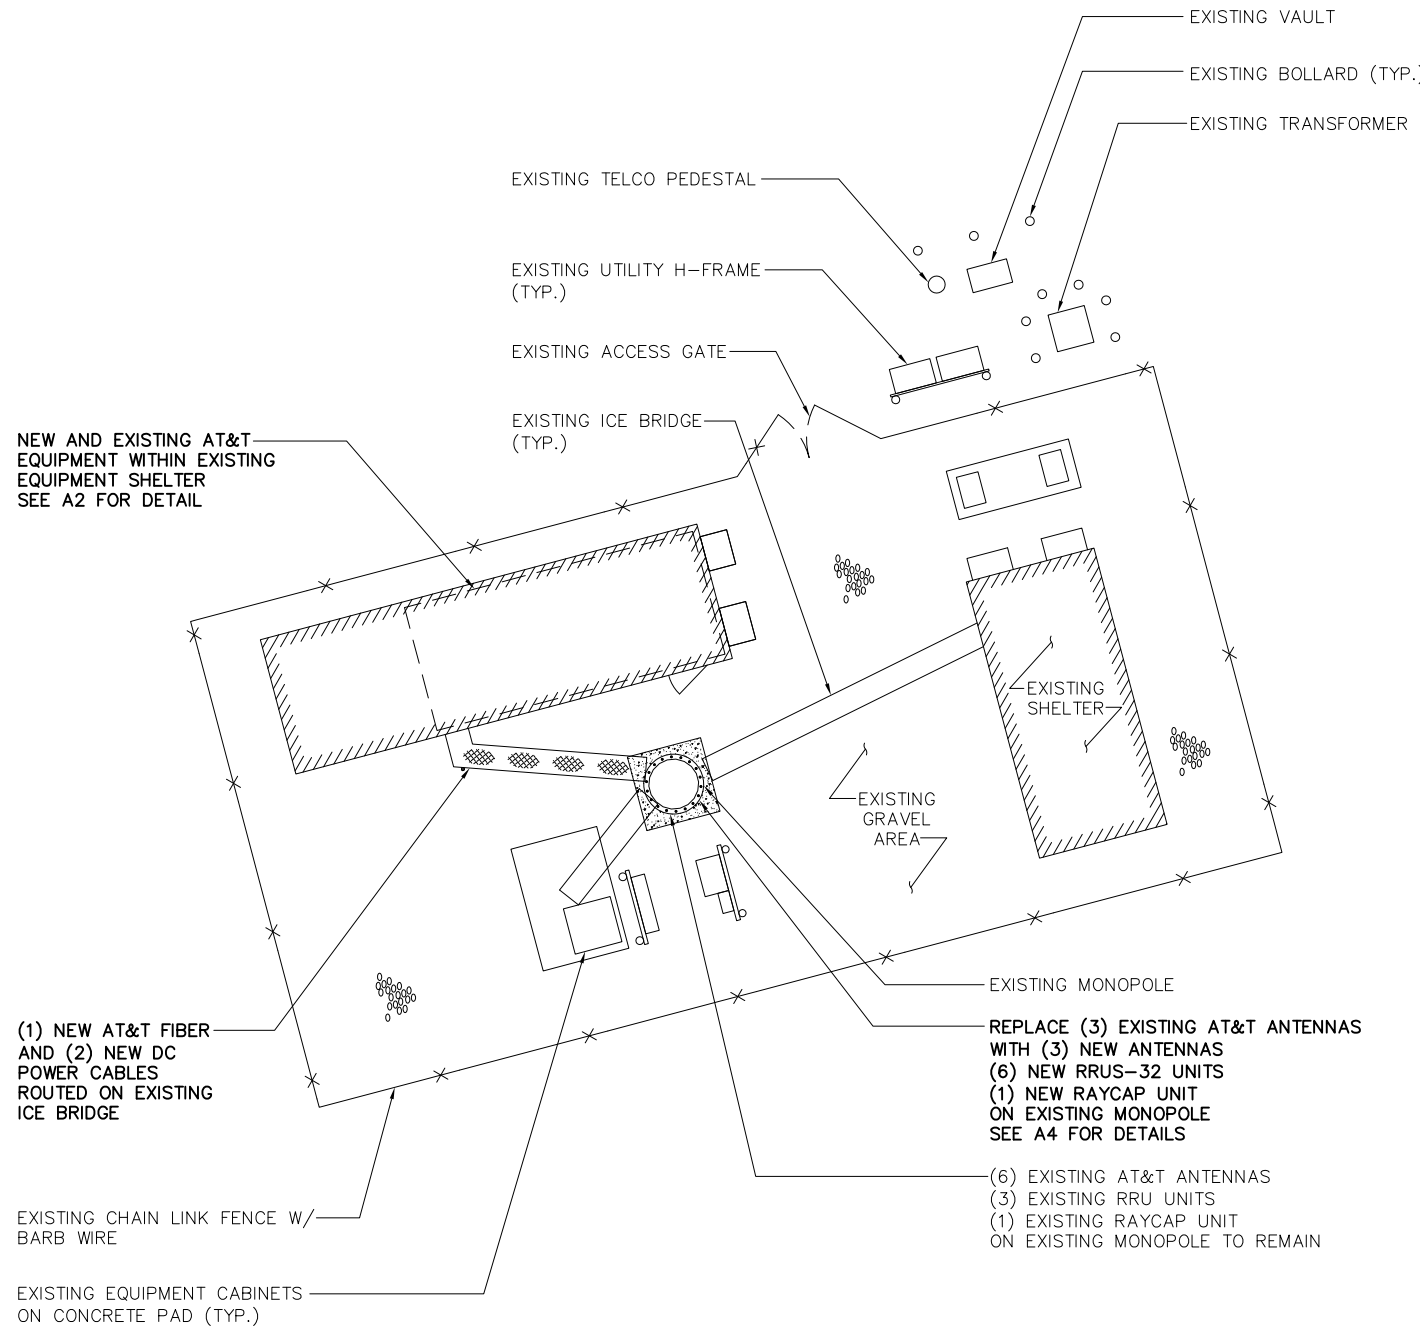 EXISTING VAULT
EXISTING BOLLARD (TYP.)
EXISTING TRANSFORMER
EXISTING TELCO PEDESTAL
EXISTING UTILITY H-FRAME
(TYP.)
EXISTING ACCESS GATE
EXISTING ICE BRIDGE
(TYP.)
NEW AND EXISTING AT&T
EQUIPMENT WITHIN EXISTING
EQUIPMENT SHELTER
SEE A2 FOR DETAIL
EXISTING
SHELTER
EXISTING
GRAVEL
AREA
EXISTING MONOPOLE
REPLACE (3) EXISTING AT&T ANTENNAS
WITH (3) NEW ANTENNAS
(6) NEW RRUS-32 UNITS
(1) NEW RAYCAP UNIT
ON EXISTING MONOPOLE
SEE A4 FOR DETAILS
(1) NEW AT&T FIBER
AND (2) NEW DC
POWER CABLES
ROUTED ON EXISTING
ICE BRIDGE
(6) EXISTING AT&T ANTENNAS
(3) EXISTING RRU UNITS
(1) EXISTING RAYCAP UNIT
ON EXISTING MONOPOLE TO REMAIN
EXISTING CHAIN LINK FENCE W/
BARB WIRE
EXISTING EQUIPMENT CABINETS
ON CONCRETE PAD (TYP.)